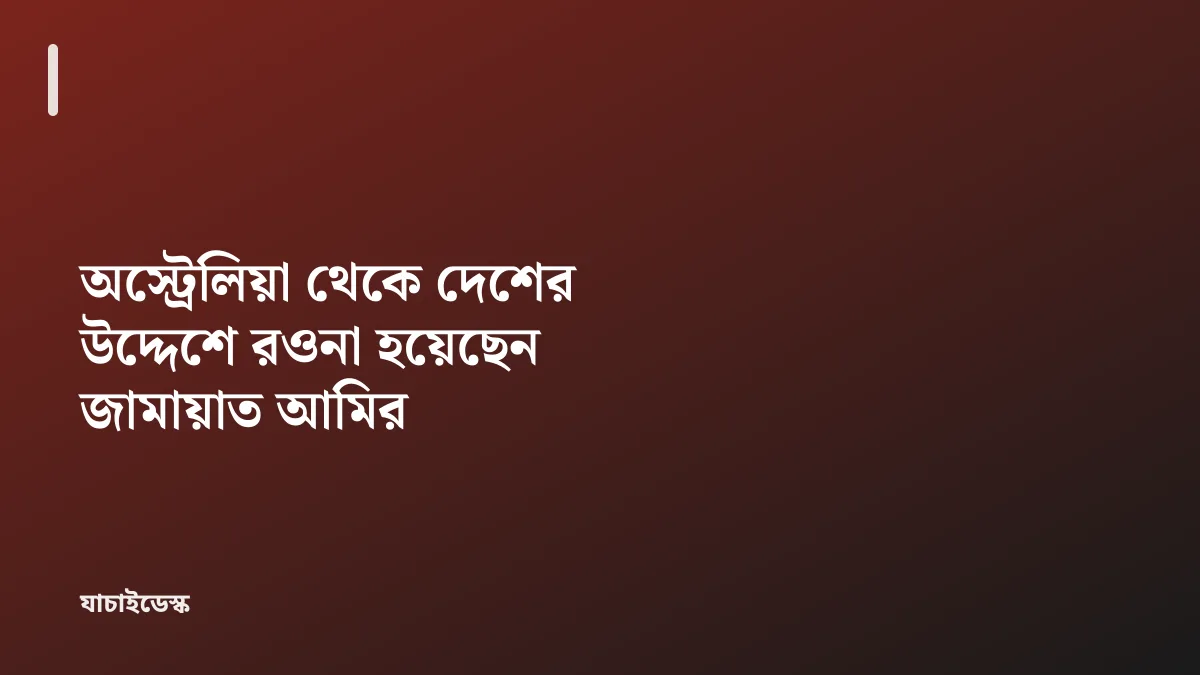 অস্ট্রেলিয়া থেকে দেশের
উদ্দেশে রওনা হয়েছেন
জামায়াত আমির
যাচাইডেস্ক